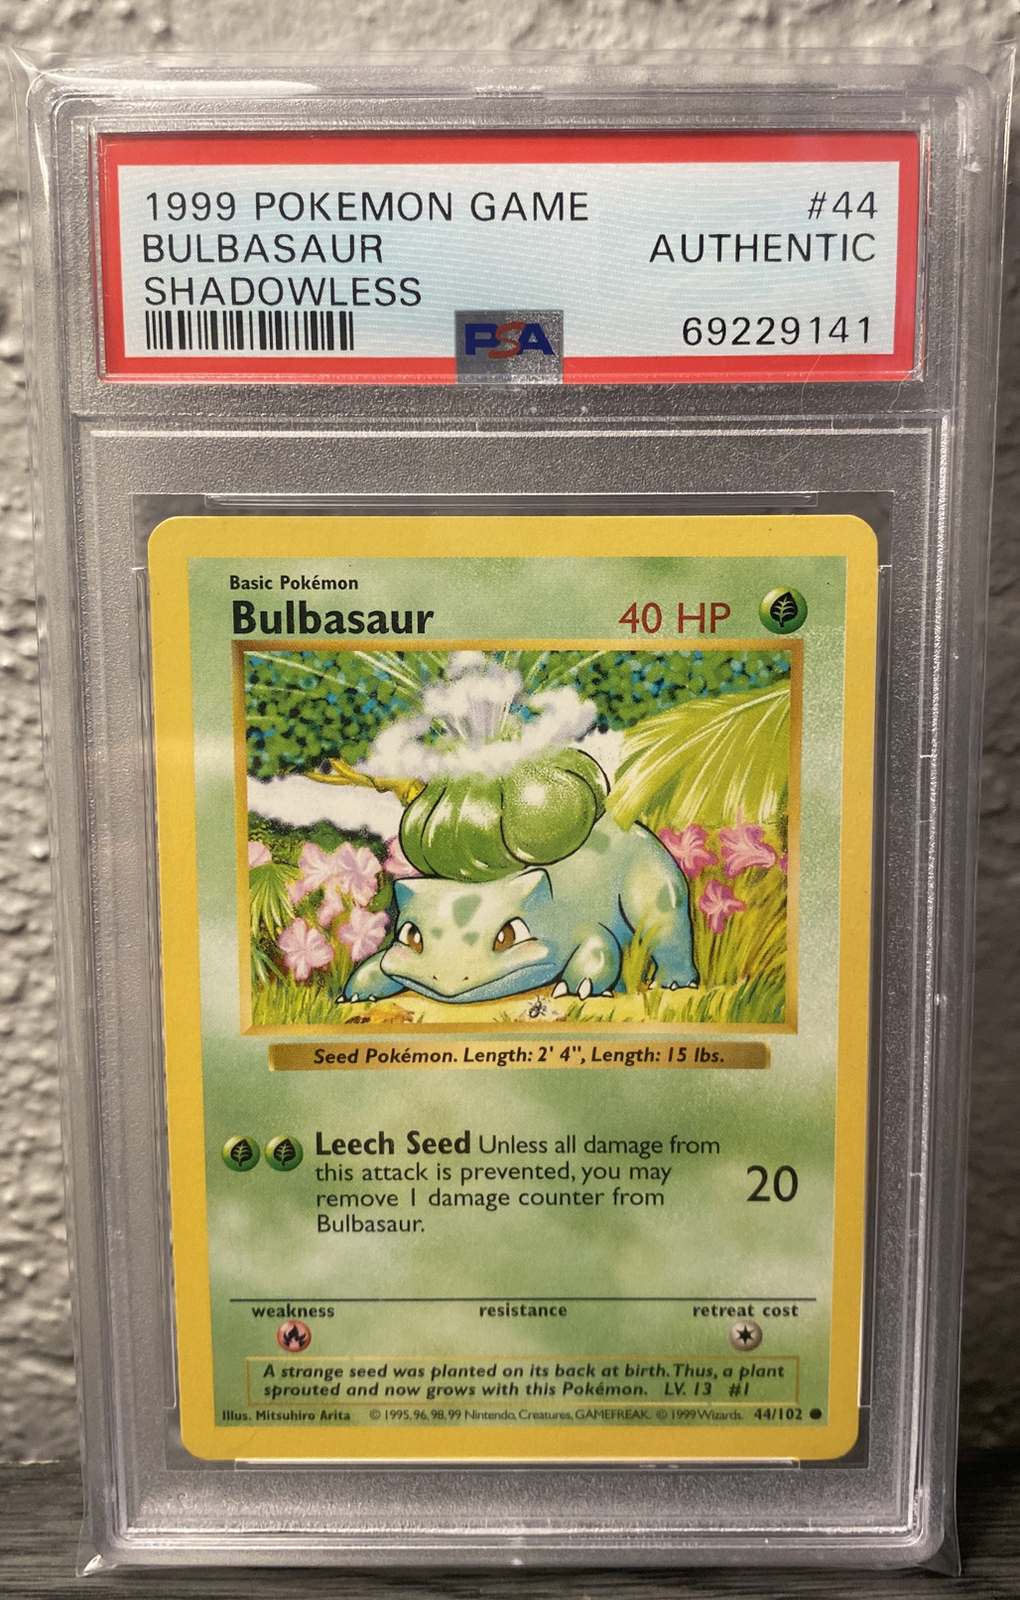 1999 POKEMON GAME #44
BULBASAUR AUTHENTIC
SHADOWLESS
PSA 69229141
Basic Pokémon
Bulbasaur 40 HP
Seed Pokémon. Length: 2' 4", Length: 15 lbs.
Leech Seed Unless all damage from
this attack is prevented, you may
remove 1 damage counter from
Bulbasaur.
20
weakness resistance retreat cost
A strange seed was planted on its back at birth. Thus, a plant
sprouted and now grows with this Pokémon. LV. 13 #1
Illus. Mitsuhiro Arita © 1995, 96, 98, 99 Nintendo, Creatures, GAMEFREAK. © 1999 Wizards. 44/102